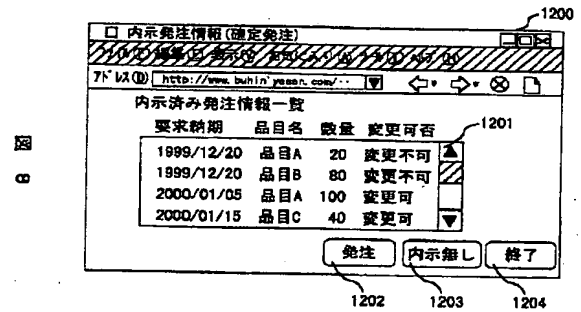 1200
内示発注情報(確定発注)
アドレス(D) http://www.buhin yasan.com/‥
内示済み発注情報一覧
要求納期 品目名 数量 変更可否
1201
1999/12/20 品目A 20 変更不可
1999/12/20 品目B 80 変更不可
2000/01/05 品目A 100 変更可
2000/01/15 品目C 40 変更可
発注 内示無し 終了
1202 1203 1204
図
8